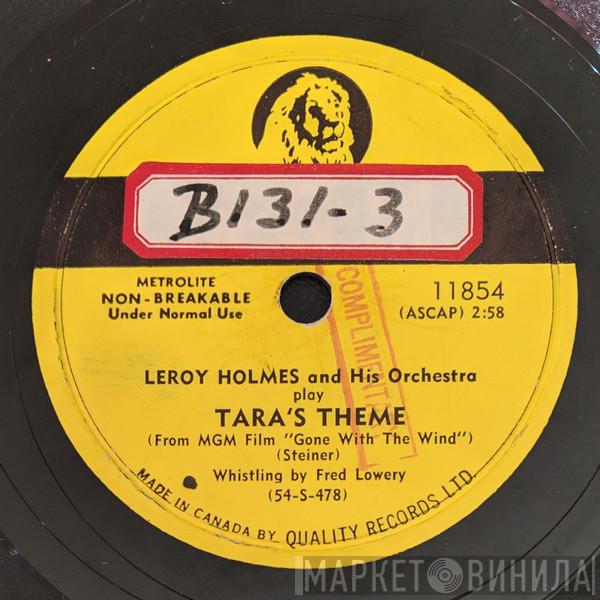 B131-3
METROLITE
NON-BREAKABLE
Under Normal Use
11854
(ASCAP) 2:58
COMPLIMENTARY
LEROY HOLMES and His Orchestra
play
TARA'S THEME
(From MGM Film "Gone With The Wind")
(Steiner)
Whistling by Fred Lowery
(54-S-478)
MADE IN CANADA BY QUALITY RECORDS LTD.
МАРКЕТ ВИНИЛА